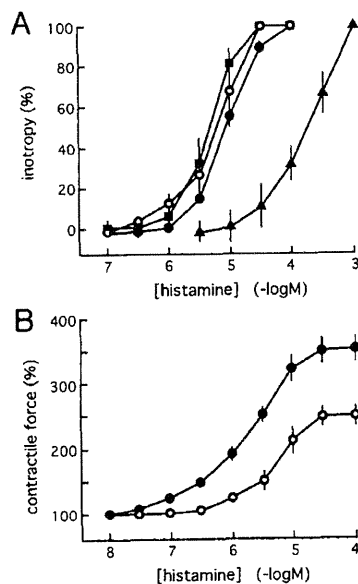 A
100
80
60
40
20
0
inotropy (%)
7 6 5 4 3
[histamine] (-logM)
B
400
300
200
100
contractile force (%)
8 7 6 5 4
[histamine] (-logM)